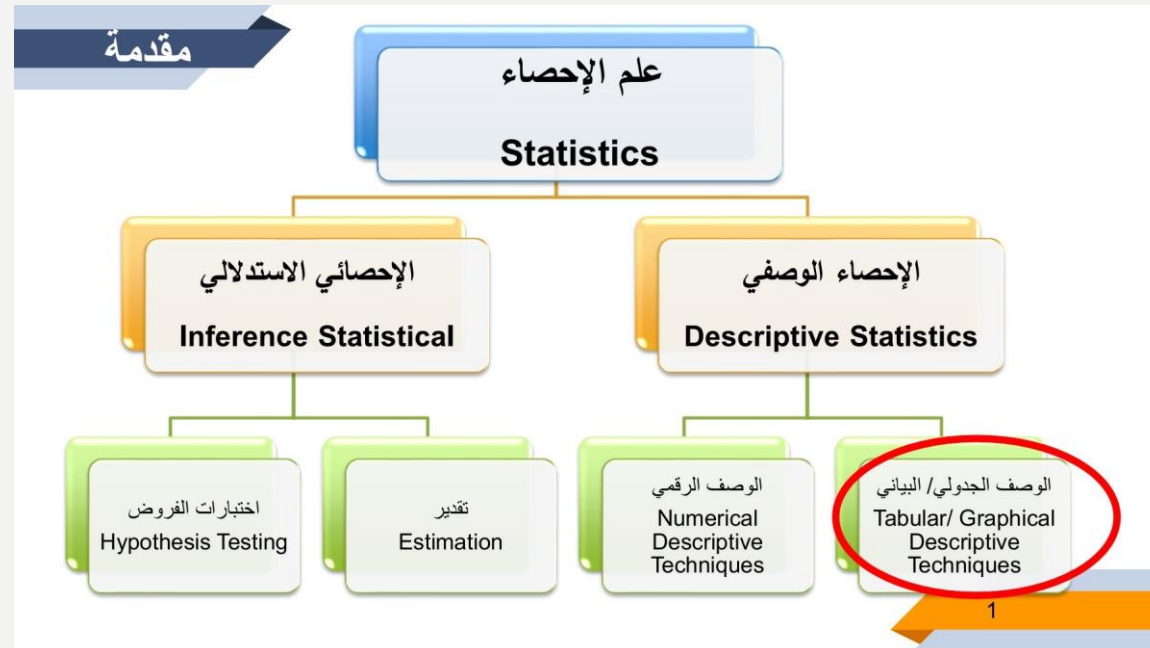 مقدمة
علم الإحصاء
Statistics
الإحصاء الوصفي
Descriptive Statistics
الإحصائي الاستدلالي
Inference Statistical
الوصف الجدولي/ البياني
Tabular/ Graphical
Descriptive
Techniques
الوصف الرقمي
Numerical
Descriptive
Techniques
تقدير
Estimation
اختبارات الفروض
Hypothesis Testing
1